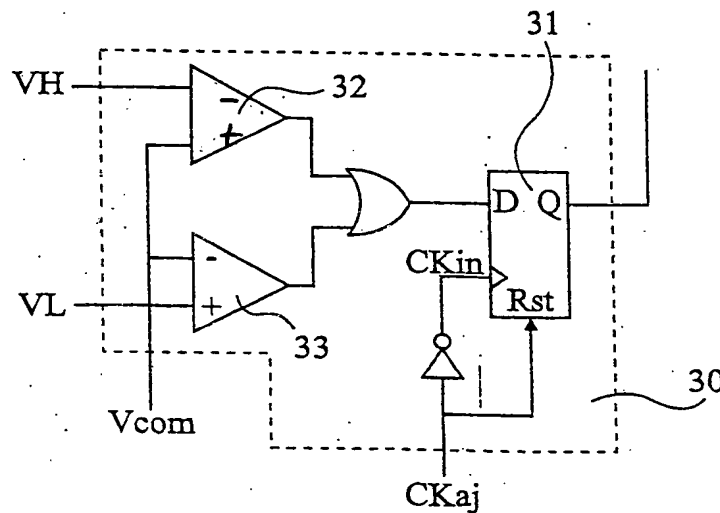 31
VH
-
32
+
D Q
CKin
-
VL
+
Rst
33
30
Vcom
CKaj